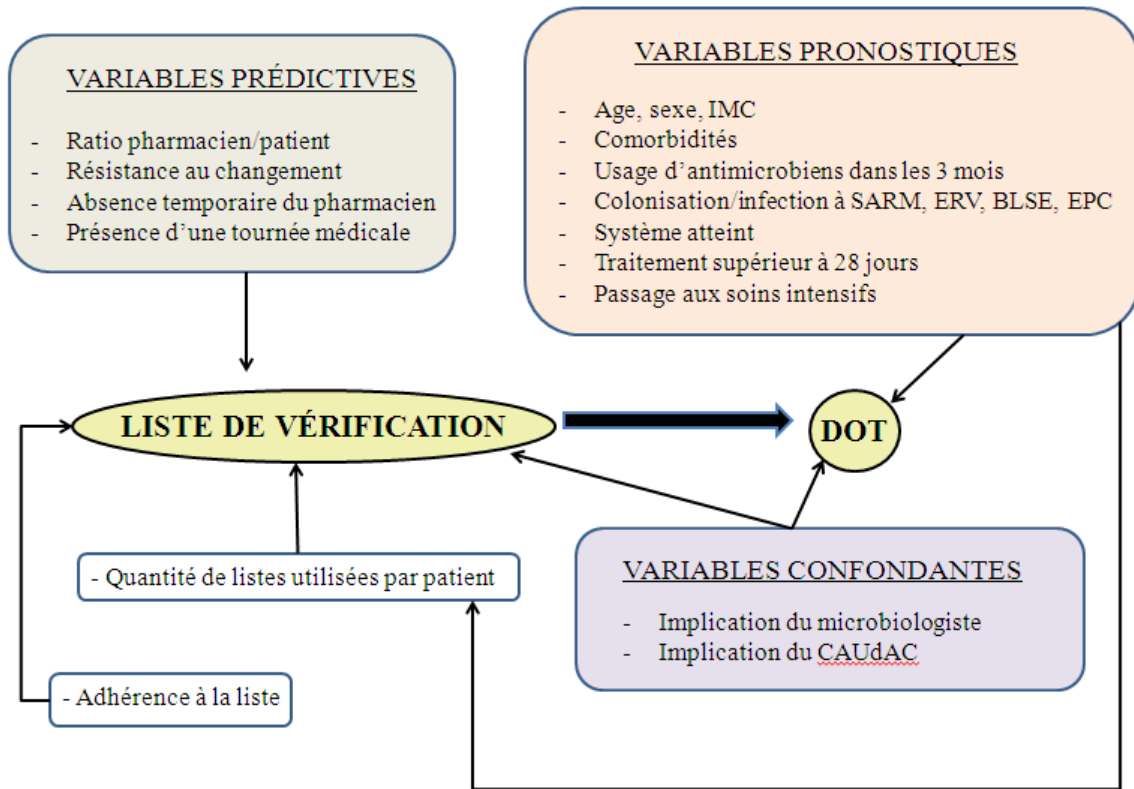 VARIABLES PRÉDICTIVES
- Ratio pharmacien/patient
- Résistance au changement
- Absence temporaire du pharmacien
- Présence d’une tournée médicale
VARIABLES PRONOSTIQUES
- Age, sexe, IMC
- Comorbidités
- Usage d’antimicrobiens dans les 3 mois
- Colonisation/infection à SARM, ERV, BLSE, EPC
- Système atteint
- Traitement supérieur à 28 jours
- Passage aux soins intensifs
LISTE DE VÉRIFICATION
DOT
- Quantité de listes utilisées par patient
- Adhérence à la liste
VARIABLES CONFONDANTES
- Implication du microbiologiste
- Implication du CAUdAC